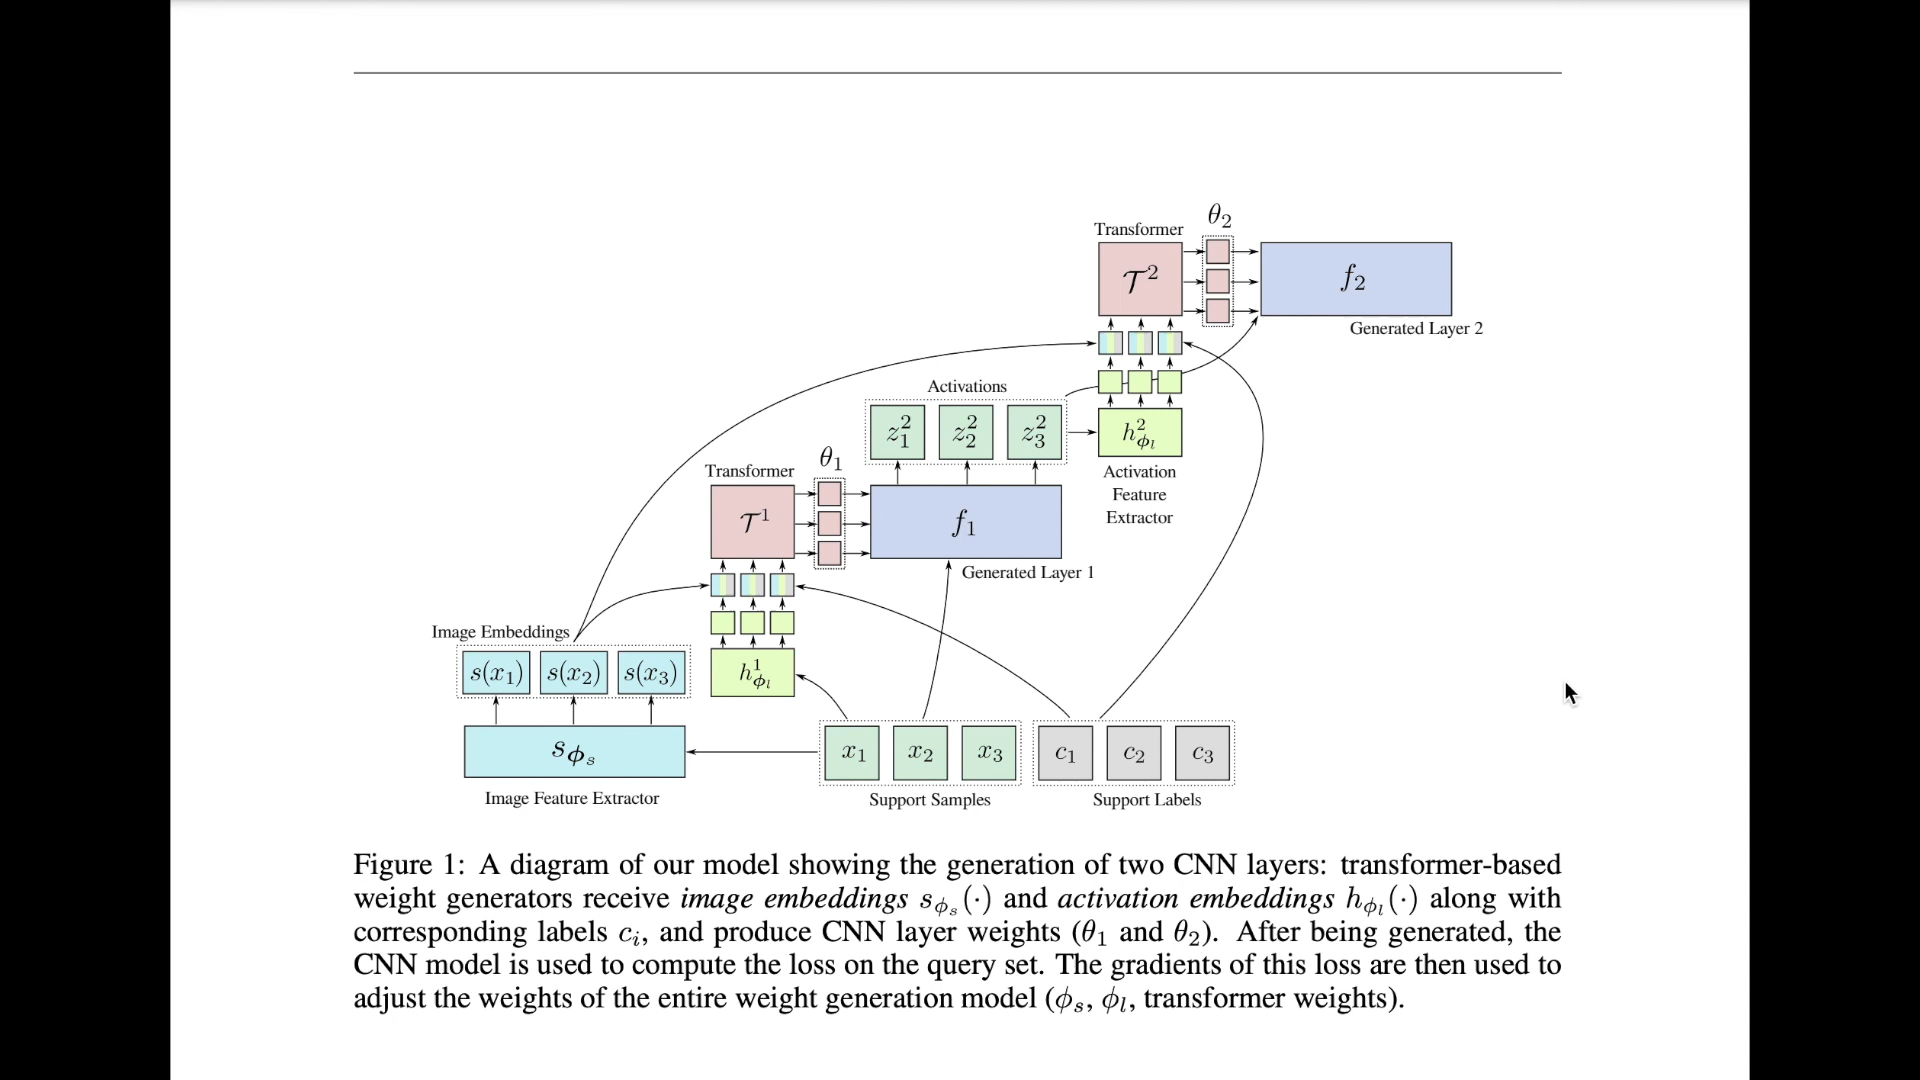 θ₂
Transformer
𝒯²
f₂
Generated Layer 2
Activations
z₁² z₂² z₃²
h²_ϕₗ
Activation
Feature
Extractor
θ₁
Transformer
𝒯¹
f₁
Generated Layer 1
Image Embeddings
s(x₁) s(x₂) s(x₃)
h¹_ϕₗ
s_ϕₛ
x₁ x₂ x₃
c₁ c₂ c₃
Image Feature Extractor
Support Samples
Support Labels
Figure 1: A diagram of our model showing the generation of two CNN layers: transformer-based
weight generators receive image embeddings s_ϕₛ(·) and activation embeddings h_ϕₗ(·) along with
corresponding labels cᵢ, and produce CNN layer weights (θ₁ and θ₂). After being generated, the
CNN model is used to compute the loss on the query set. The gradients of this loss are then used to
adjust the weights of the entire weight generation model (ϕₛ, ϕₗ, transformer weights).